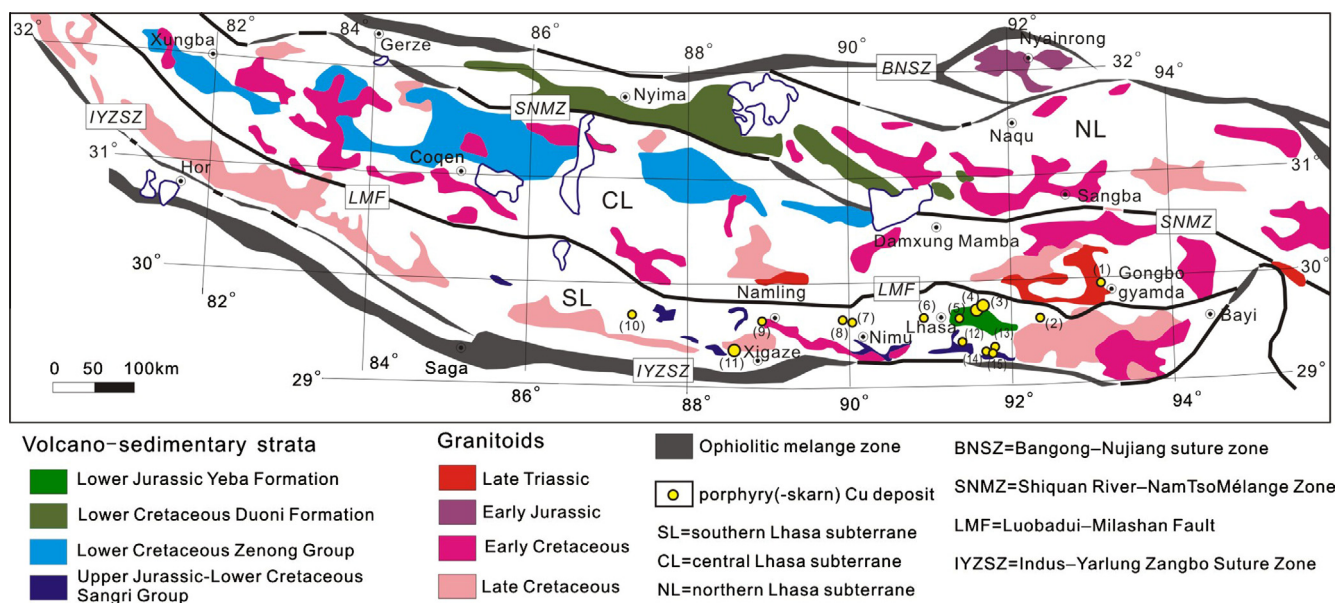 32°
82
84
86
88
90
92
94
32°
Xungba
Gerze
Nyainrong
BNSZ
Nyima
SNMZ
IYZSZ
Naqu
NL
31°
Hor
Coqen
31°
LMF
CL
Sangba
SNMZ
Damxung Mamba
30°
30°
82°
SL
Namling
LMF
Gongbo
gyamda
(1)
(2)
(3)
(4)
(5)
(6)
(7)
(8)
(9)
(10)
(11)
(12)
(13)
(14)
(15)
Lhasa
Nimu
Bayi
Xigaze
Saga
IYZSZ
0 50 100km
84°
29°
29°
86°
88°
90°
92°
94°
Volcano-sedimentary strata
Lower Jurassic Yeba Formation
Lower Cretaceous Duoni Formation
Lower Cretaceous Zenong Group
Upper Jurassic-Lower Cretaceous
Sangri Group
Granitoids
Late Triassic
Early Jurassic
Early Cretaceous
Late Cretaceous
Ophiolitic melange zone
porphyry(-skarn) Cu deposit
SL=southern Lhasa subterrane
CL=central Lhasa subterrane
NL=northern Lhasa subterrane
BNSZ=Bangong–Nujiang suture zone
SNMZ=Shiquan River–NamTsoMélange Zone
LMF=Luobadui–Milashan Fault
IYZSZ=Indus–Yarlung Zangbo Suture Zone